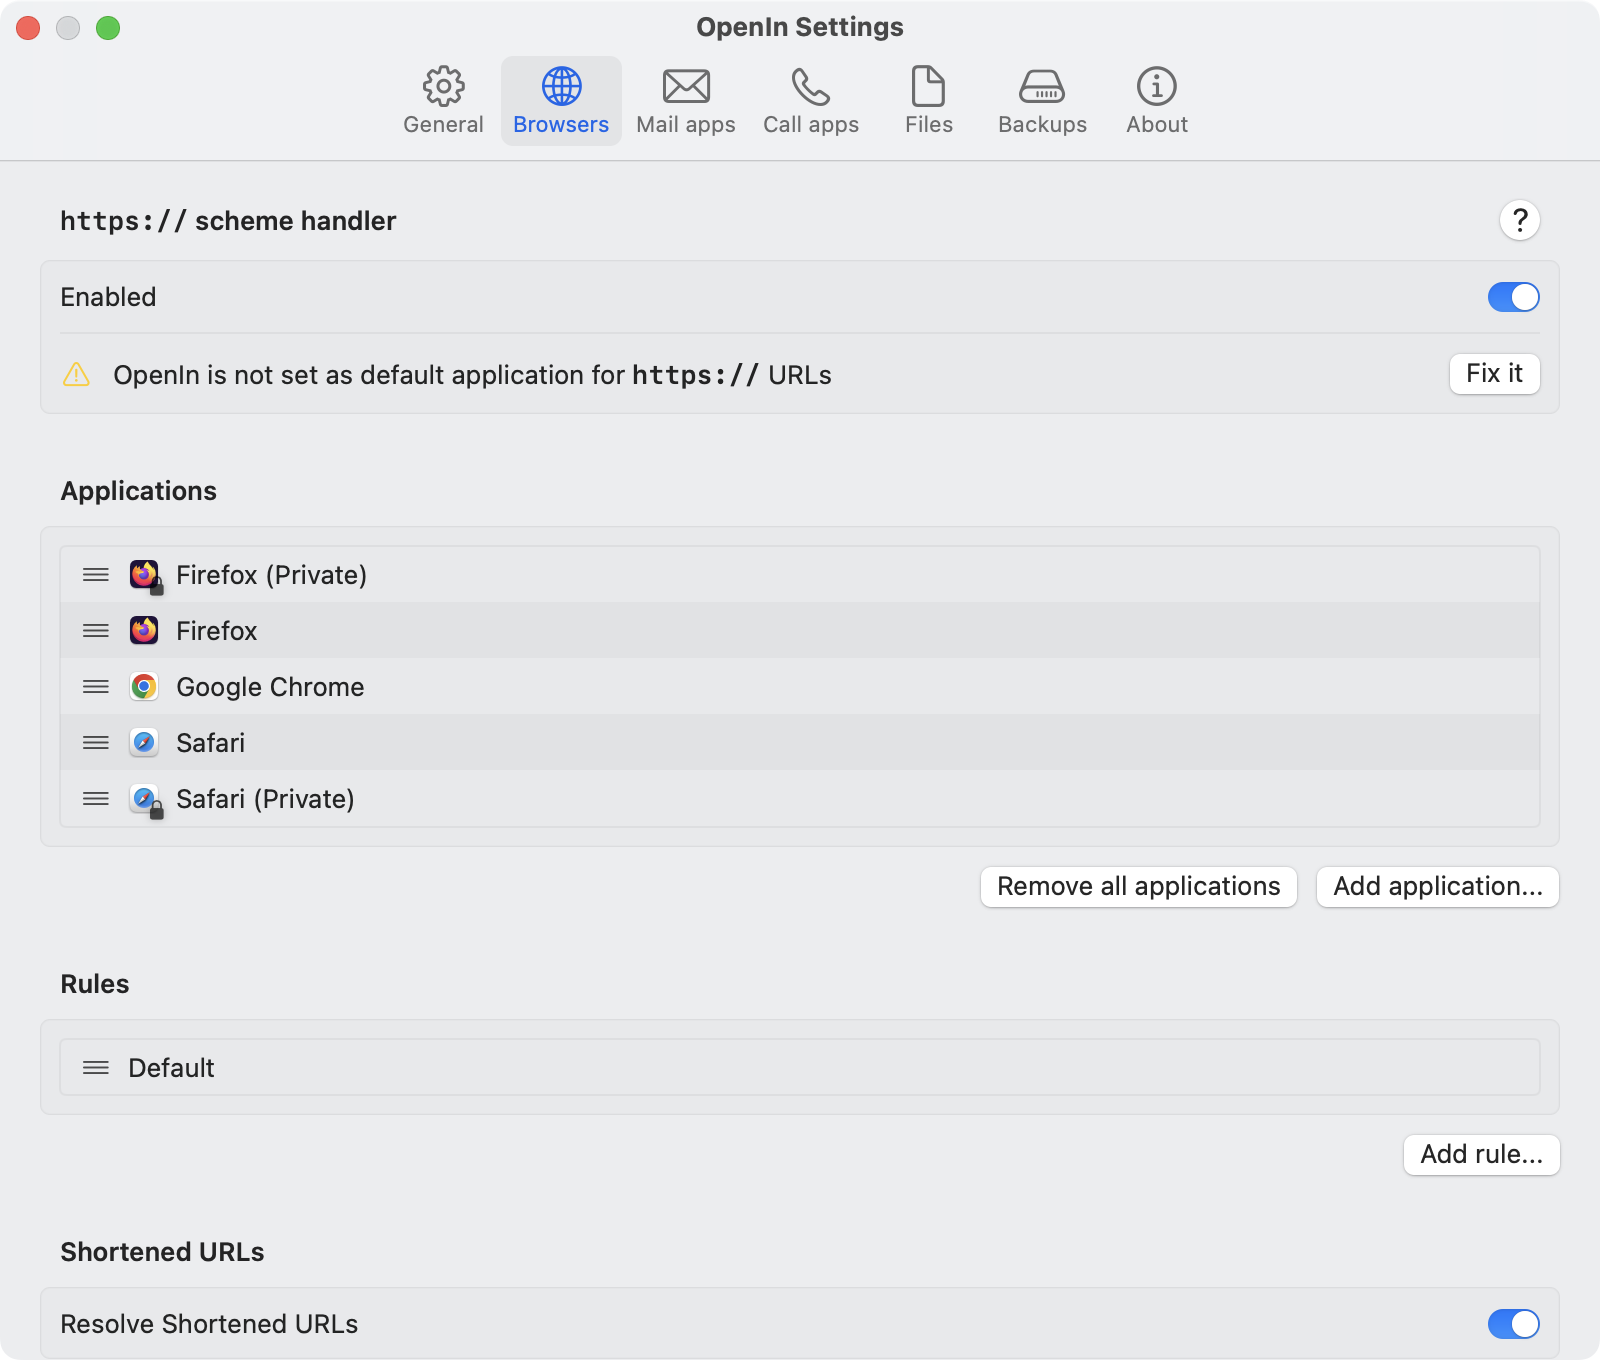 OpenIn Settings
General
Browsers
Mail apps
Call apps
Files
Backups
About
https:// scheme handler
?
Enabled
OpenIn is not set as default application for https:// URLs
Fix it
Applications
Firefox (Private)
Firefox
Google Chrome
Safari
Safari (Private)
Remove all applications
Add application...
Rules
Default
Add rule...
Shortened URLs
Resolve Shortened URLs